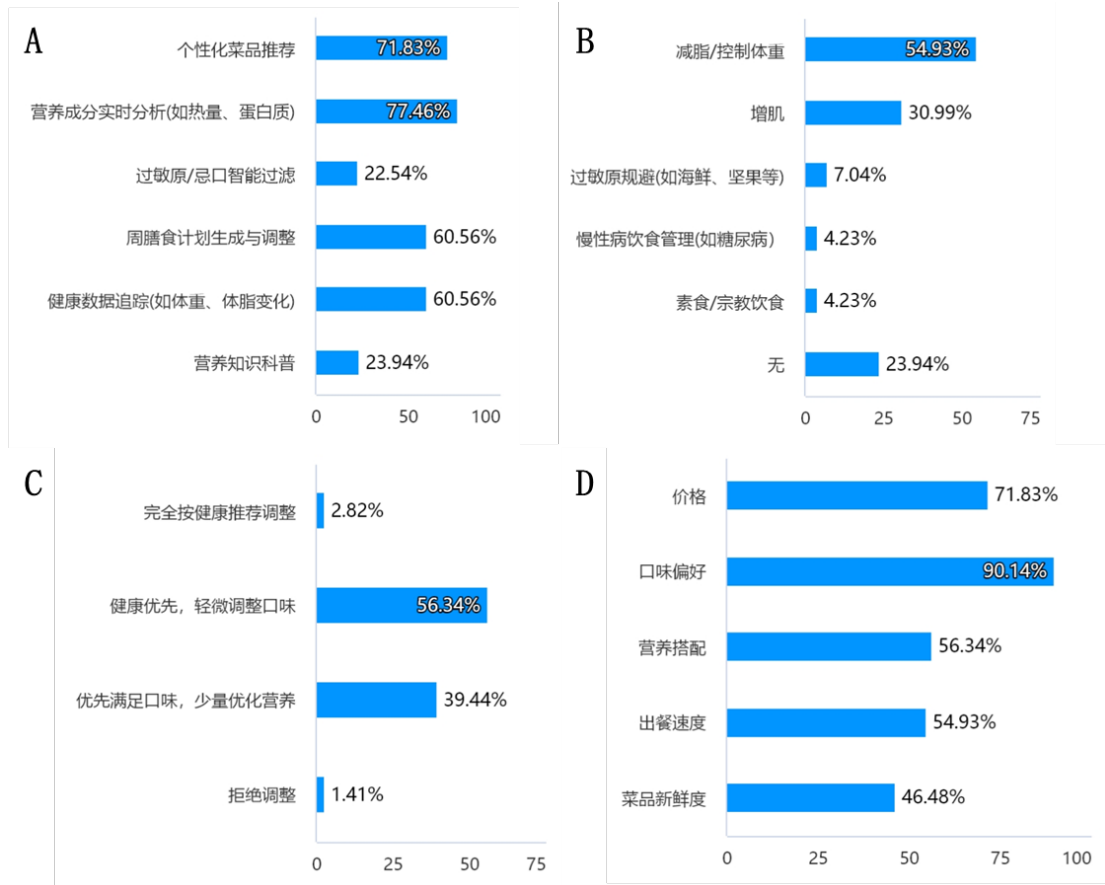 A
个性化菜品推荐 71.83%
营养成分实时分析(如热量、蛋白质) 77.46%
过敏原/忌口智能过滤 22.54%
周膳食计划生成与调整 60.56%
健康数据追踪(如体重、体脂变化) 60.56%
营养知识科普 23.94%
0 50 100
B
减脂/控制体重 54.93%
增肌 30.99%
过敏原规避(如海鲜、坚果等) 7.04%
慢性病饮食管理(如糖尿病) 4.23%
素食/宗教饮食 4.23%
无 23.94%
0 25 50 75
C
完全按健康推荐调整 2.82%
健康优先，轻微调整口味 56.34%
优先满足口味，少量优化营养 39.44%
拒绝调整 1.41%
0 25 50 75
D
价格 71.83%
口味偏好 90.14%
营养搭配 56.34%
出餐速度 54.93%
菜品新鲜度 46.48%
0 25 50 75 100